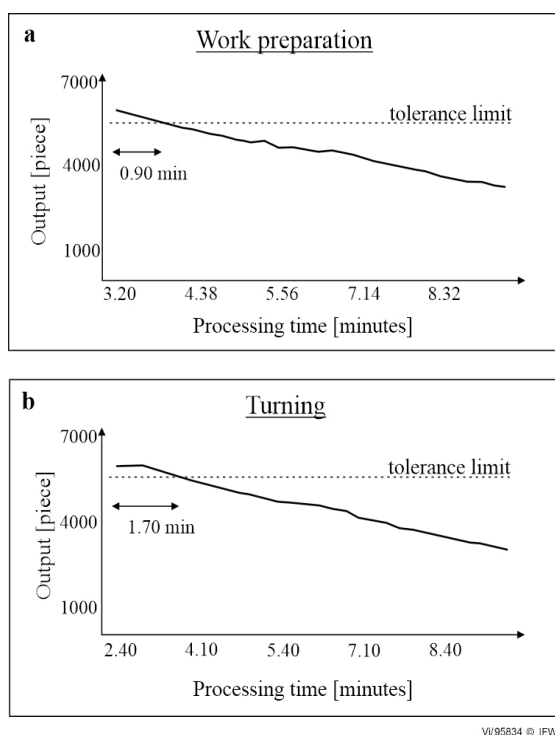 a
Work preparation
7000
4000
1000
Output [piece]
tolerance limit
0.90 min
3.20 4.38 5.56 7.14 8.32
Processing time [minutes]
b
Turning
7000
4000
1000
Output [piece]
tolerance limit
1.70 min
2.40 4.10 5.40 7.10 8.40
Processing time [minutes]
Vi/95834 © IFW